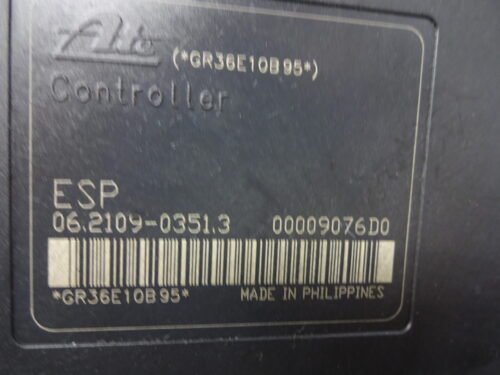 Ate (*GR36E10B95*)
Controller
ESP
06.2109-0351.3 00009076D0
*GR36E10B95* MADE IN PHILIPPINES